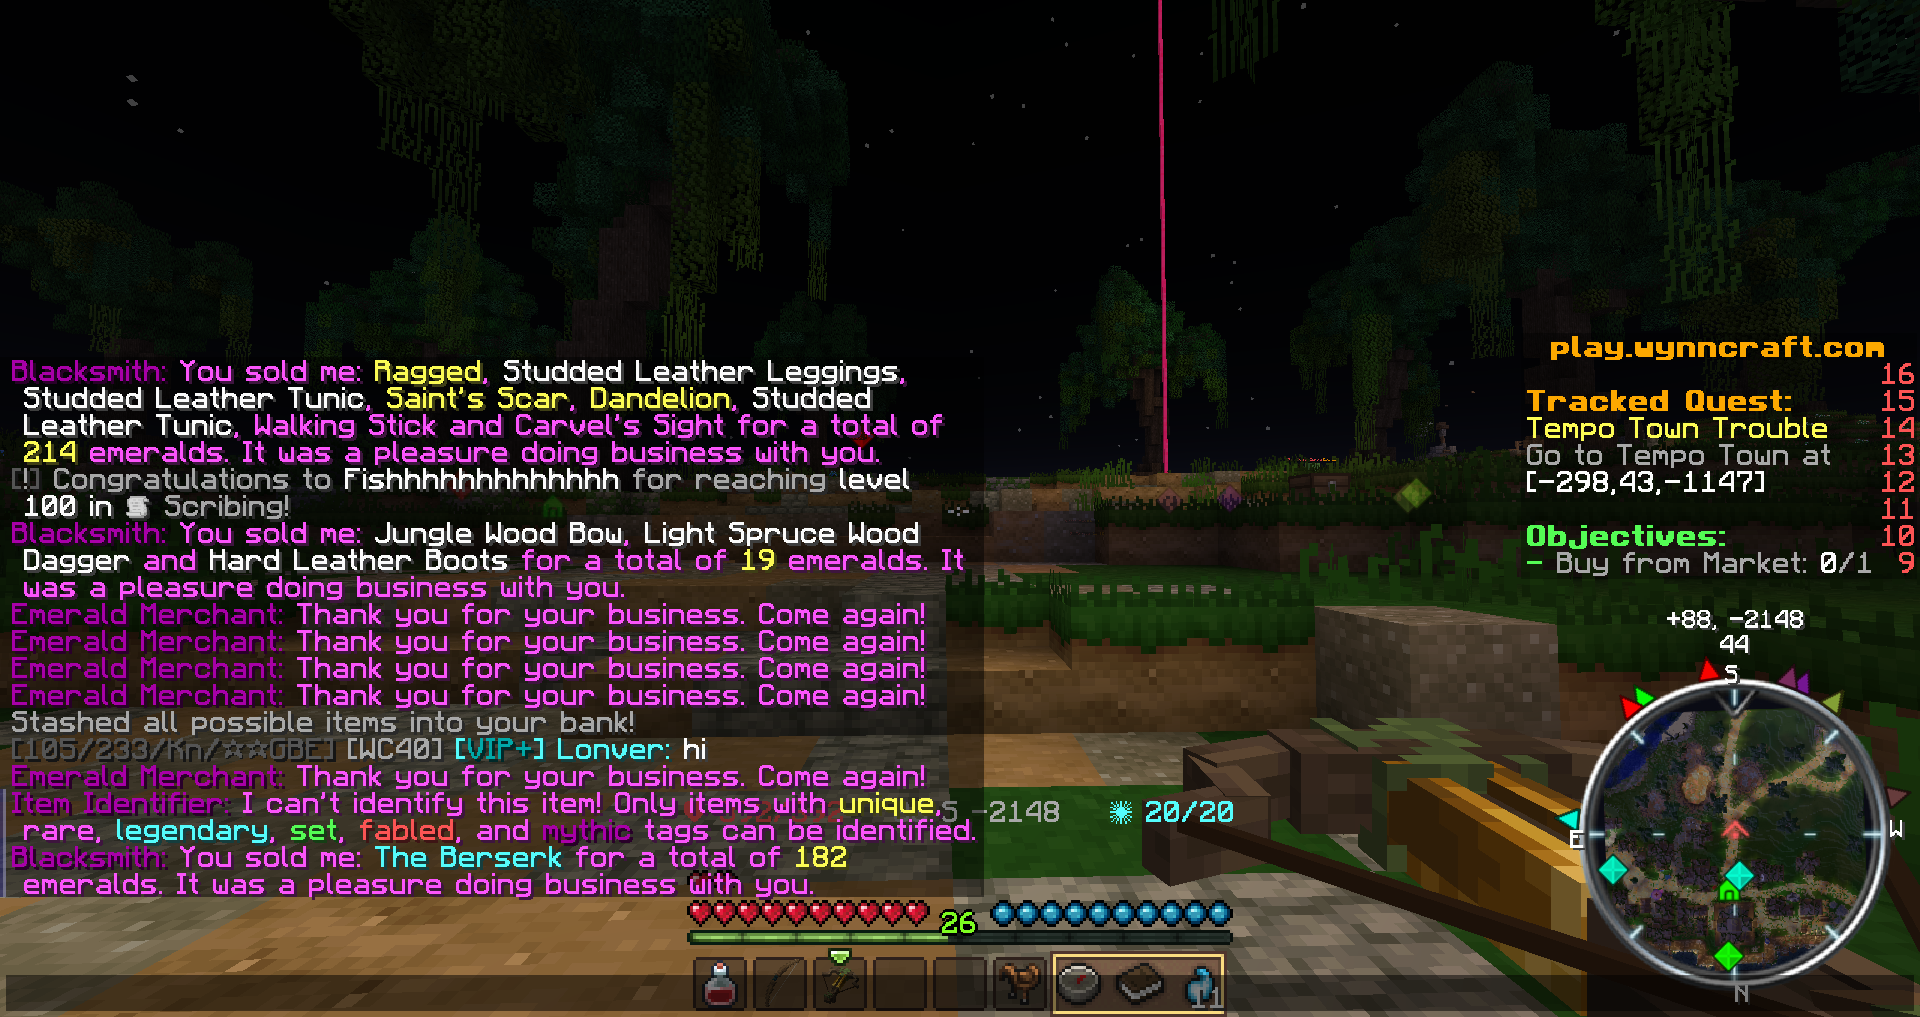 Blacksmith: You sold me: Ragged, Studded Leather Leggings,
Studded Leather Tunic, Saint's Scar, Dandelion, Studded
Leather Tunic, Walking Stick and Carvel's Sight for a total of
214 emeralds. It was a pleasure doing business with you.
[!] Congratulations to Fishhhhhhhhhhhhhh for reaching level
100 in Scribing!
Blacksmith: You sold me: Jungle Wood Bow, Light Spruce Wood
Dagger and Hard Leather Boots for a total of 19 emeralds. It
was a pleasure doing business with you.
Emerald Merchant: Thank you for your business. Come again!
Emerald Merchant: Thank you for your business. Come again!
Emerald Merchant: Thank you for your business. Come again!
Emerald Merchant: Thank you for your business. Come again!
Stashed all possible items into your bank!
[105/233/Kn/☆☆GBE] [WC40] [VIP+] Lonver: hi
Emerald Merchant: Thank you for your business. Come again!
Item Identifier: I can't identify this item! Only items with unique,
rare, legendary, set, fabled, and mythic tags can be identified.
Blacksmith: You sold me: The Berserk for a total of 182
emeralds. It was a pleasure doing business with you.
S -2148
20/20
26
11
play.wynncraft.com
16
Tracked Quest: 15
Tempo Town Trouble 14
Go to Tempo Town at 13
[-298,43,-1147] 12
11
Objectives: 10
- Buy from Market: 0/1 9
+88, -2148
44
S
E
W
N